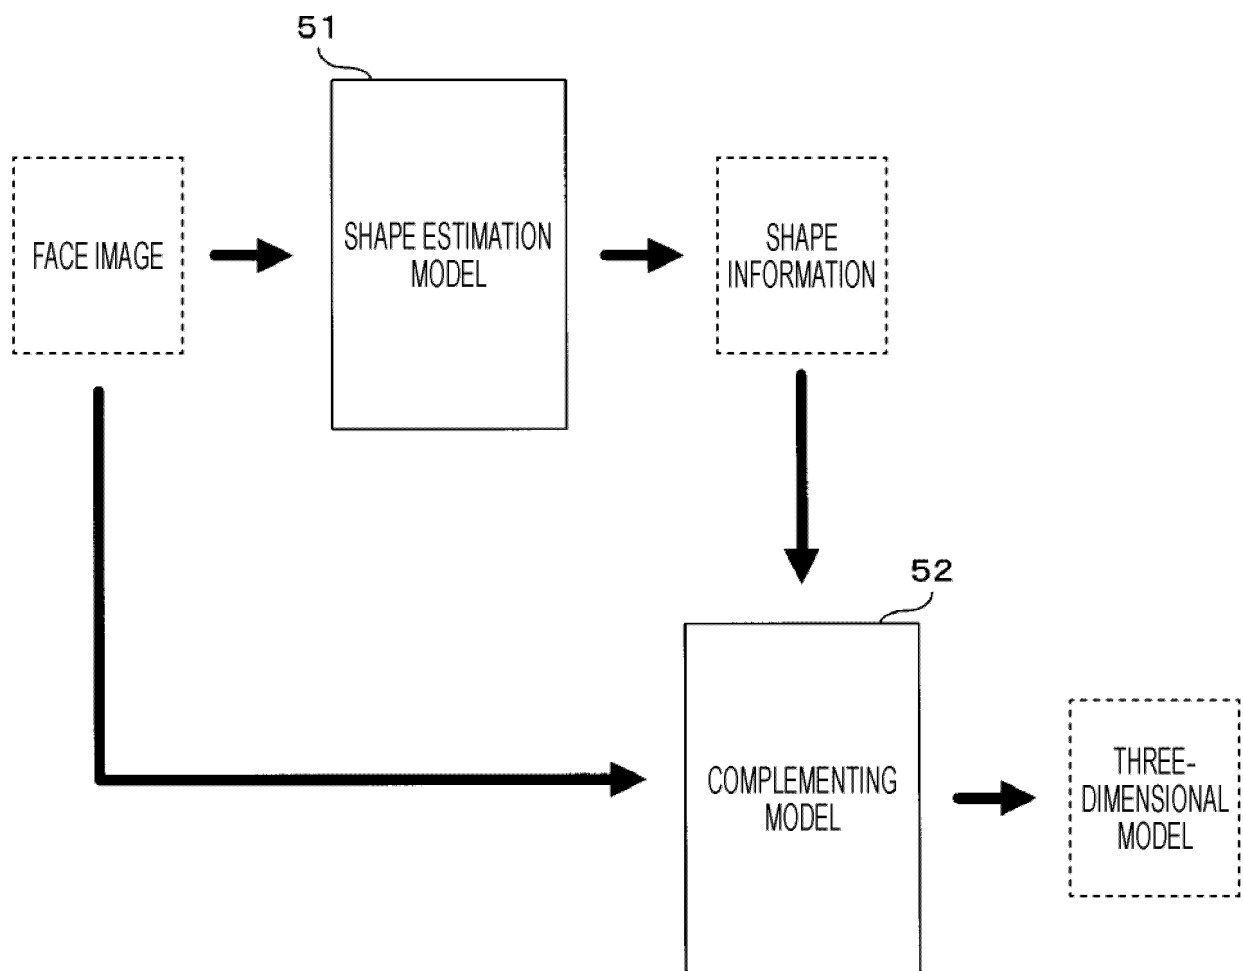 51
FACE IMAGE
SHAPE ESTIMATION
MODEL
SHAPE
INFORMATION
52
COMPLEMENTING
MODEL
THREE-
DIMENSIONAL
MODEL